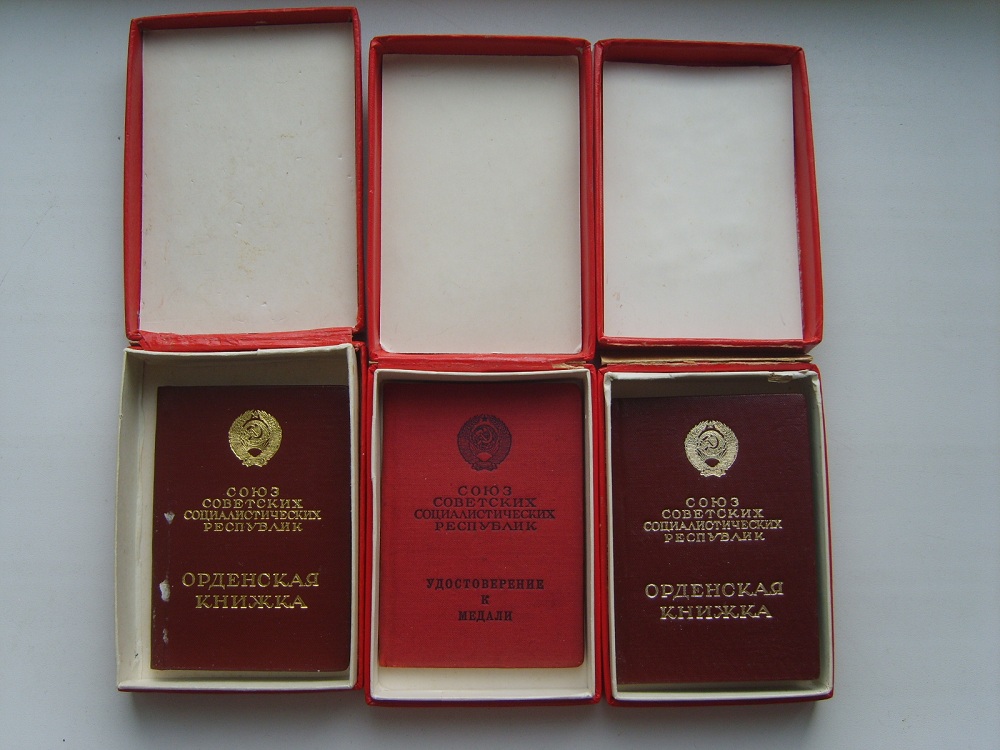 СОЮЗ
СОВЕТСКИХ
СОЦИАЛИСТИЧЕСКИХ
РЕСПУБЛИК
ОРДЕНСКАЯ
КНИЖКА
СОЮЗ
СОВЕТСКИХ
СОЦИАЛИСТИЧЕСКИХ
РЕСПУБЛИК
УДОСТОВЕРЕНИЕ
К
МЕДАЛИ
СОЮЗ
СОВЕТСКИХ
СОЦИАЛИСТИЧЕСКИХ
РЕСПУБЛИК
ОРДЕНСКАЯ
КНИЖКА